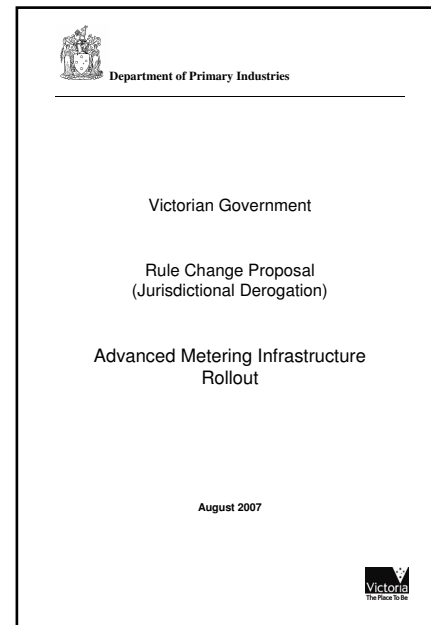 Department of Primary Industries
Victorian Government
Rule Change Proposal
(Jurisdictional Derogation)
Advanced Metering Infrastructure
Rollout
August 2007
Victoria
The Place To Be